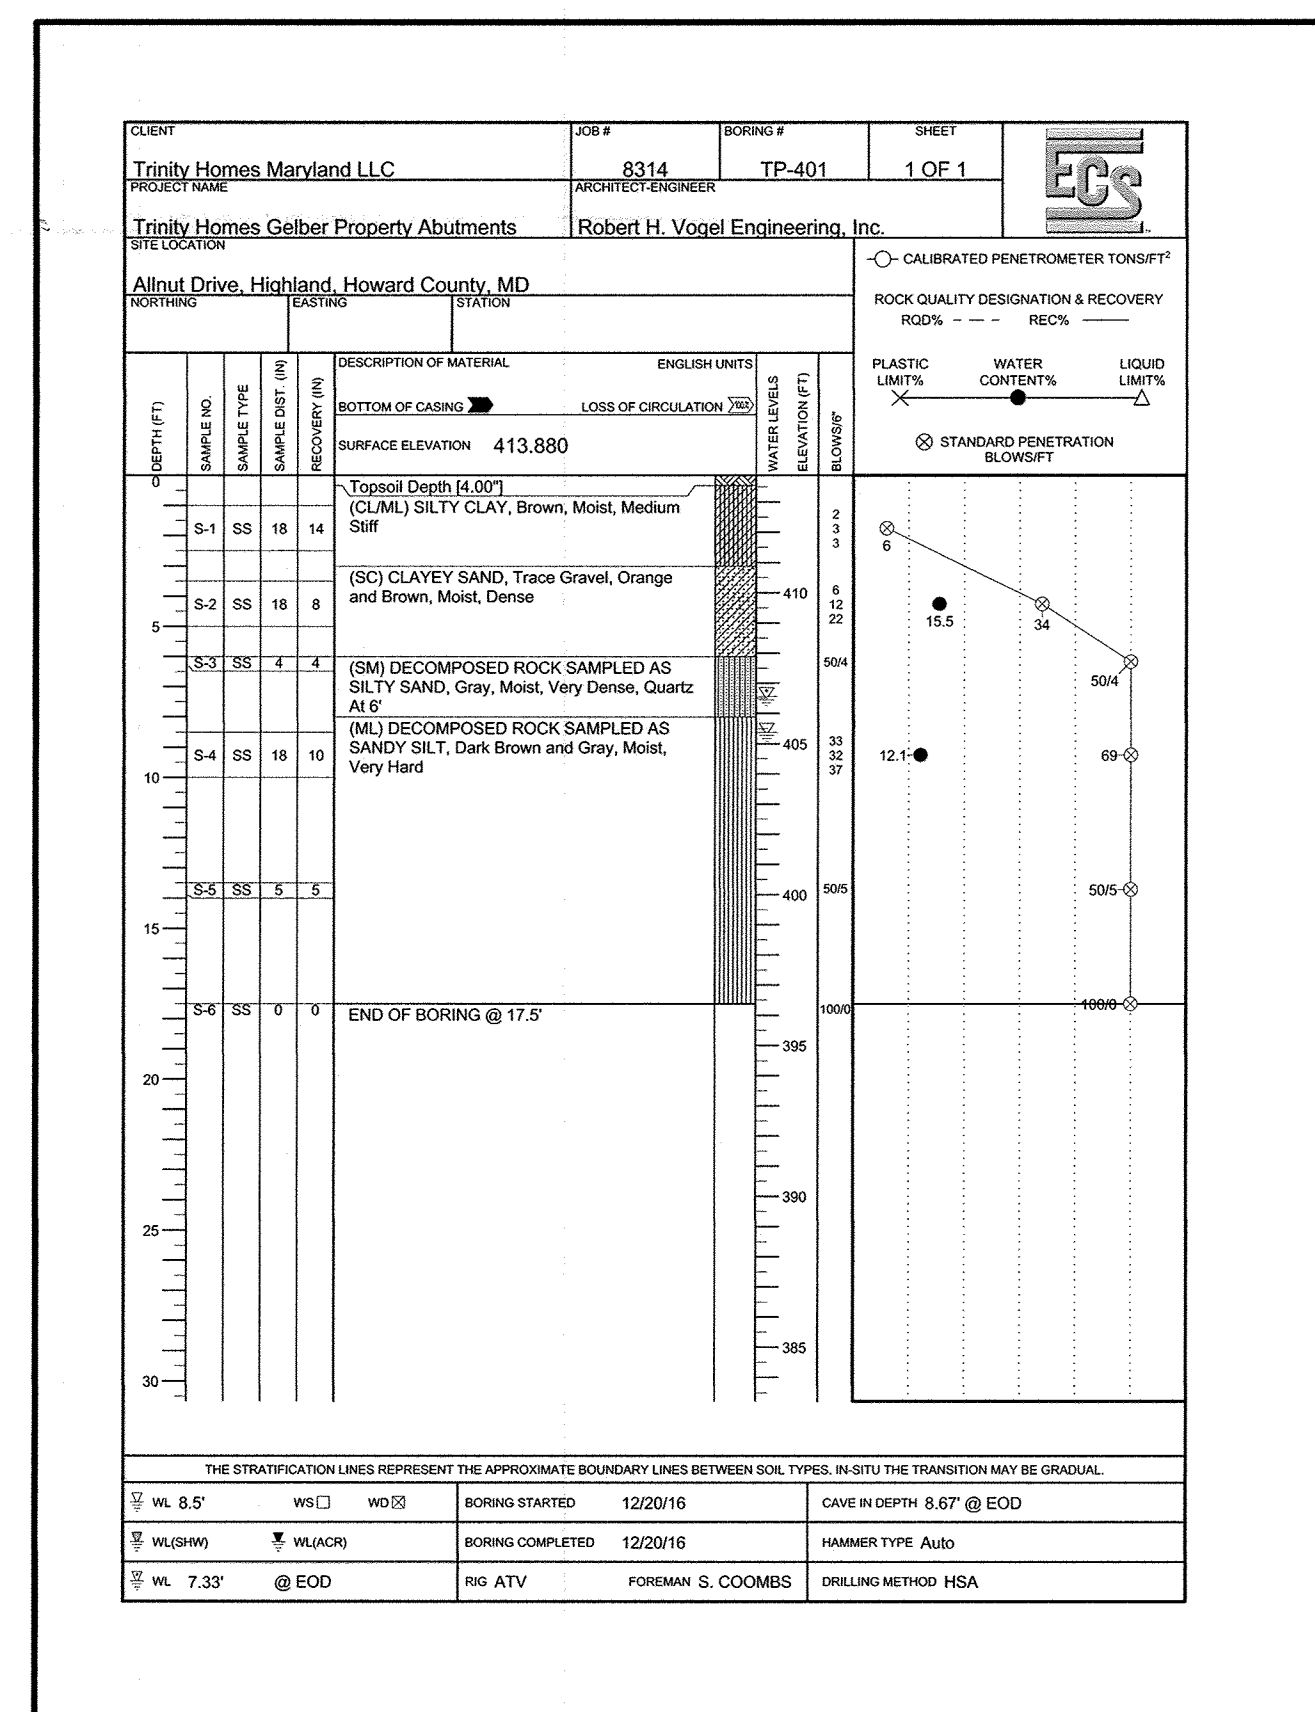 CLIENT
JOB #
BORING #
SHEET
Trinity Homes Maryland LLC
8314
TP-401
1 OF 1
ECS
PROJECT NAME
ARCHITECT-ENGINEER
Trinity Homes Gelber Property Abutments
Robert H. Vogel Engineering, Inc.
SITE LOCATION
Allnut Drive, Highland, Howard County, MD
NORTHING
EASTING
STATION
CALIBRATED PENETROMETER TONS/FT²
ROCK QUALITY DESIGNATION & RECOVERY
RQD% - — - REC% ———
PLASTIC LIMIT%
WATER CONTENT%
LIQUID LIMIT%
STANDARD PENETRATION
BLOWS/FT
DEPTH (FT)
SAMPLE NO.
SAMPLE TYPE
SAMPLE DIST. (IN)
RECOVERY (IN)
DESCRIPTION OF MATERIAL
ENGLISH UNITS
BOTTOM OF CASING
LOSS OF CIRCULATION 100%
SURFACE ELEVATION 413.880
WATER LEVELS
ELEVATION (FT)
BLOWS/6"
0
Topsoil Depth [4.00"]
(CL/ML) SILTY CLAY, Brown, Moist, Medium
Stiff
S-1 SS 18 14
2
3
3
6
(SC) CLAYEY SAND, Trace Gravel, Orange
and Brown, Moist, Dense
S-2 SS 18 8
410
6
12
22
15.5
34
5
S-3 SS 4 4
(SM) DECOMPOSED ROCK SAMPLED AS
SILTY SAND, Gray, Moist, Very Dense, Quartz
At 6'
50/4
50/4
(ML) DECOMPOSED ROCK SAMPLED AS
SANDY SILT, Dark Brown and Gray, Moist,
Very Hard
S-4 SS 18 10
405
33
32
37
12.1
69
10
S-5 SS 5 5
400
50/5
50/5
15
S-6 SS 0 0
END OF BORING @ 17.5'
100/0
100/0
395
20
390
25
385
30
THE STRATIFICATION LINES REPRESENT THE APPROXIMATE BOUNDARY LINES BETWEEN SOIL TYPES. IN-SITU THE TRANSITION MAY BE GRADUAL.
WL 8.5' WS☐ WD☒
BORING STARTED 12/20/16
CAVE IN DEPTH 8.67' @ EOD
WL(SHW) WL(ACR)
BORING COMPLETED 12/20/16
HAMMER TYPE Auto
WL 7.33' @ EOD
RIG ATV FOREMAN S. COOMBS
DRILLING METHOD HSA